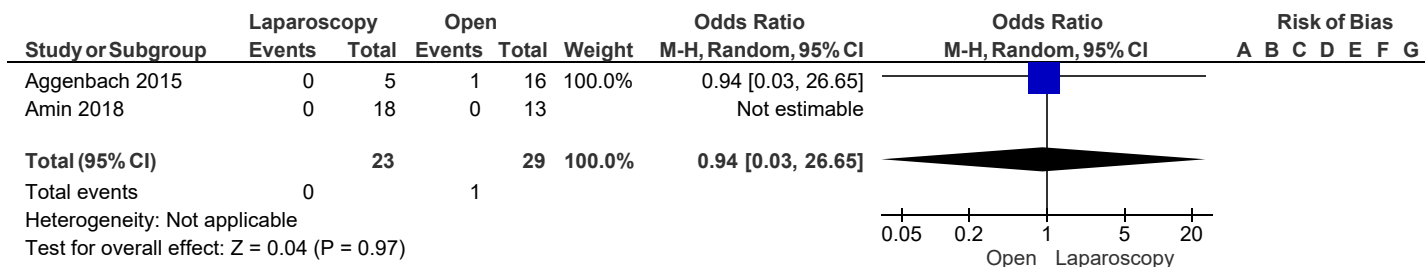 Laparoscopy Open Odds Ratio Odds Ratio Risk of Bias
Study or Subgroup Events Total Events Total Weight M-H, Random, 95% CI M-H, Random, 95% CI A B C D E F G
Aggenbach 2015 0 5 1 16 100.0% 0.94 [0.03, 26.65]
Amin 2018 0 18 0 13 Not estimable
Total (95% CI) 23 29 100.0% 0.94 [0.03, 26.65]
Total events 0 1
Heterogeneity: Not applicable
Test for overall effect: Z = 0.04 (P = 0.97)
0.05 0.2 1 5 20
Open Laparoscopy